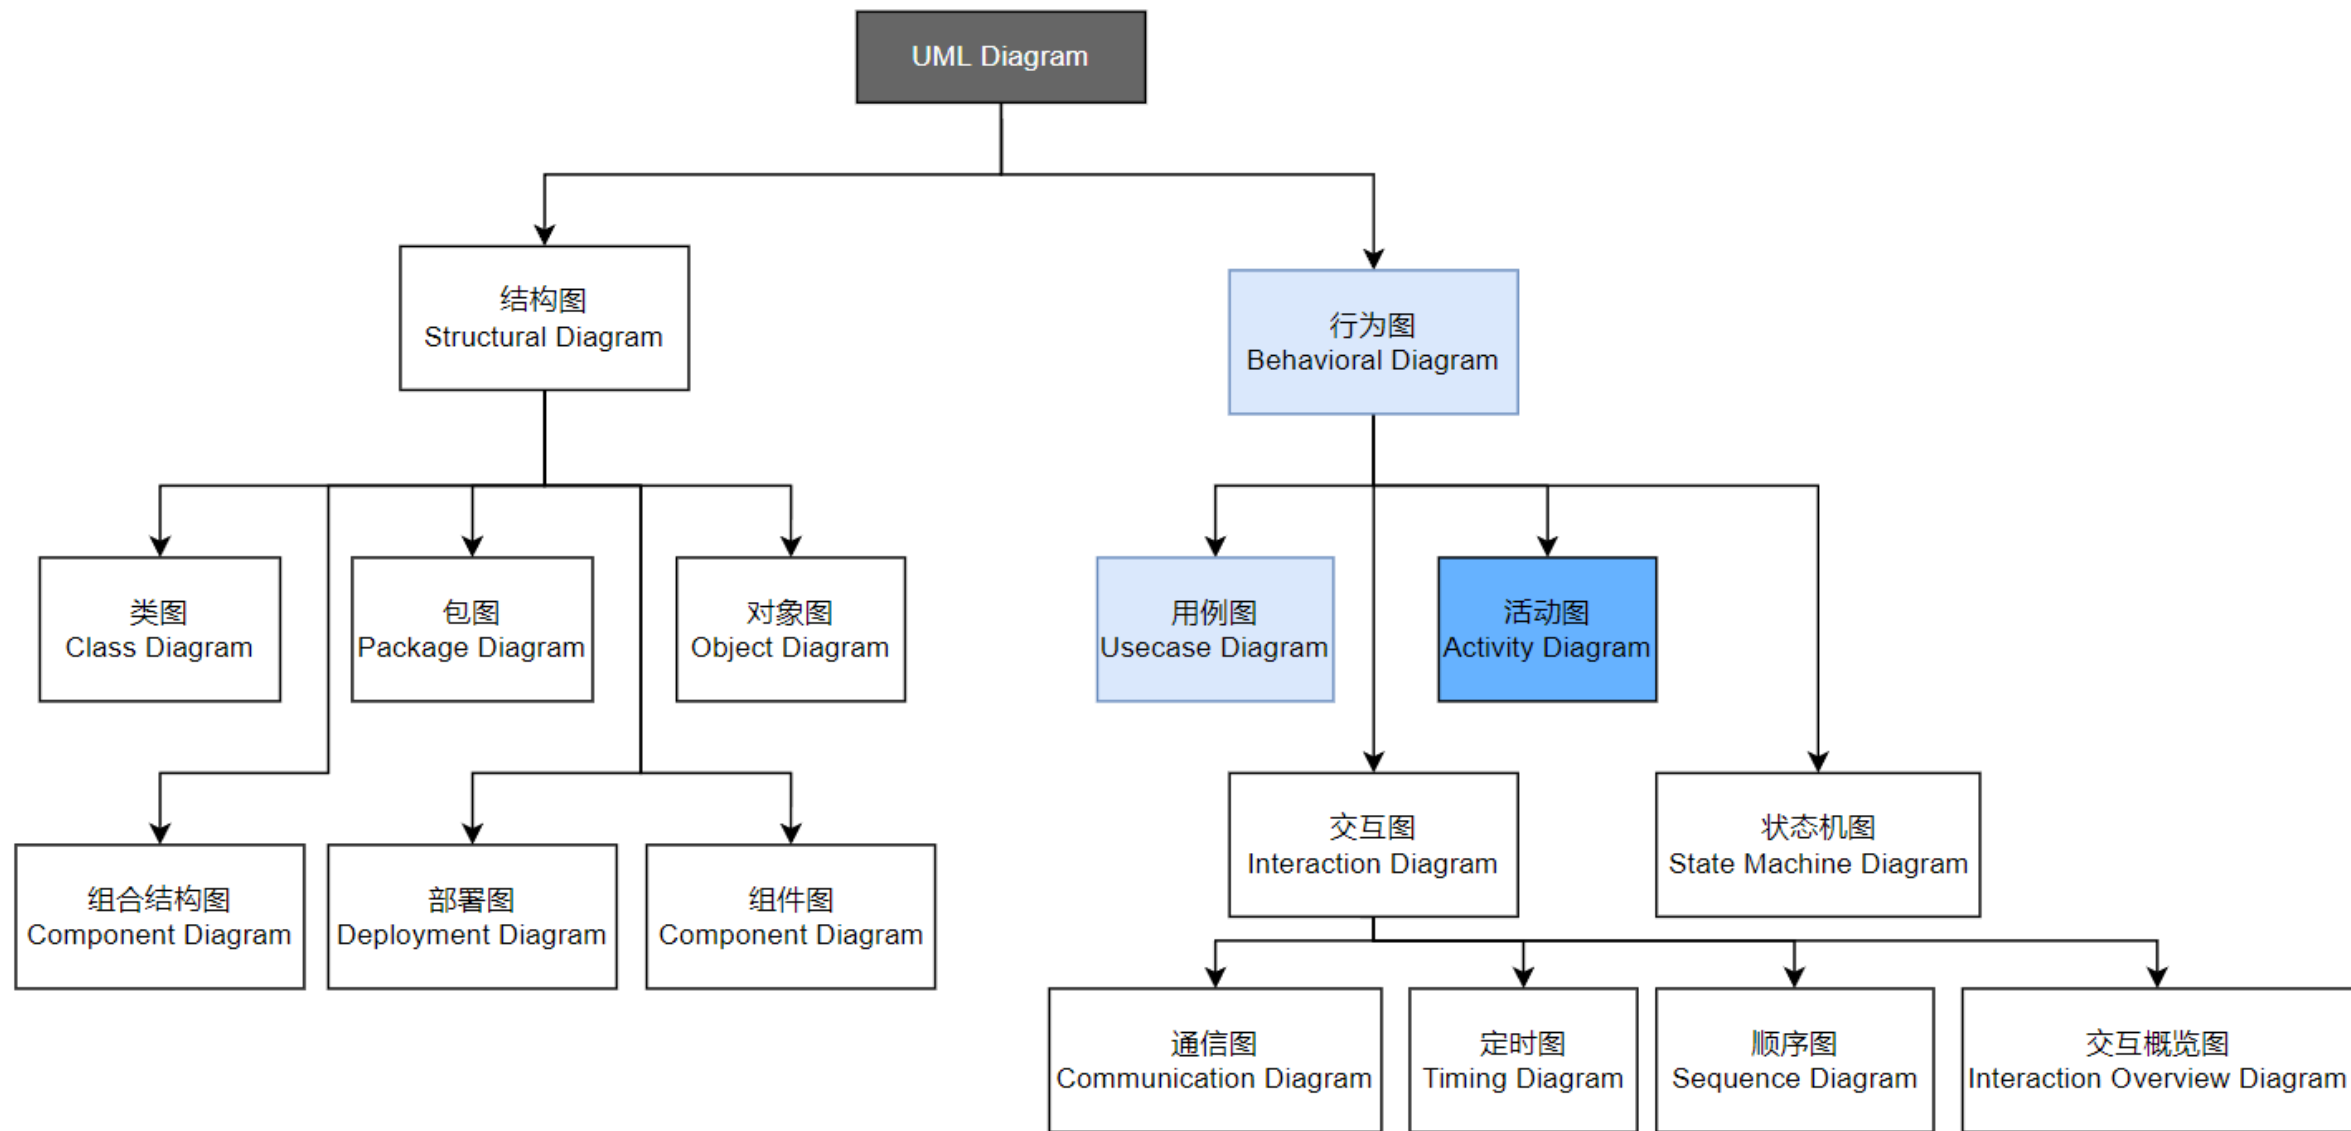 UML Diagram
结构图
Structural Diagram
行为图
Behavioral Diagram
类图
Class Diagram
包图
Package Diagram
对象图
Object Diagram
用例图
Usecase Diagram
活动图
Activity Diagram
交互图
Interaction Diagram
状态机图
State Machine Diagram
组合结构图
Component Diagram
部署图
Deployment Diagram
组件图
Component Diagram
通信图
Communication Diagram
定时图
Timing Diagram
顺序图
Sequence Diagram
交互概览图
Interaction Overview Diagram